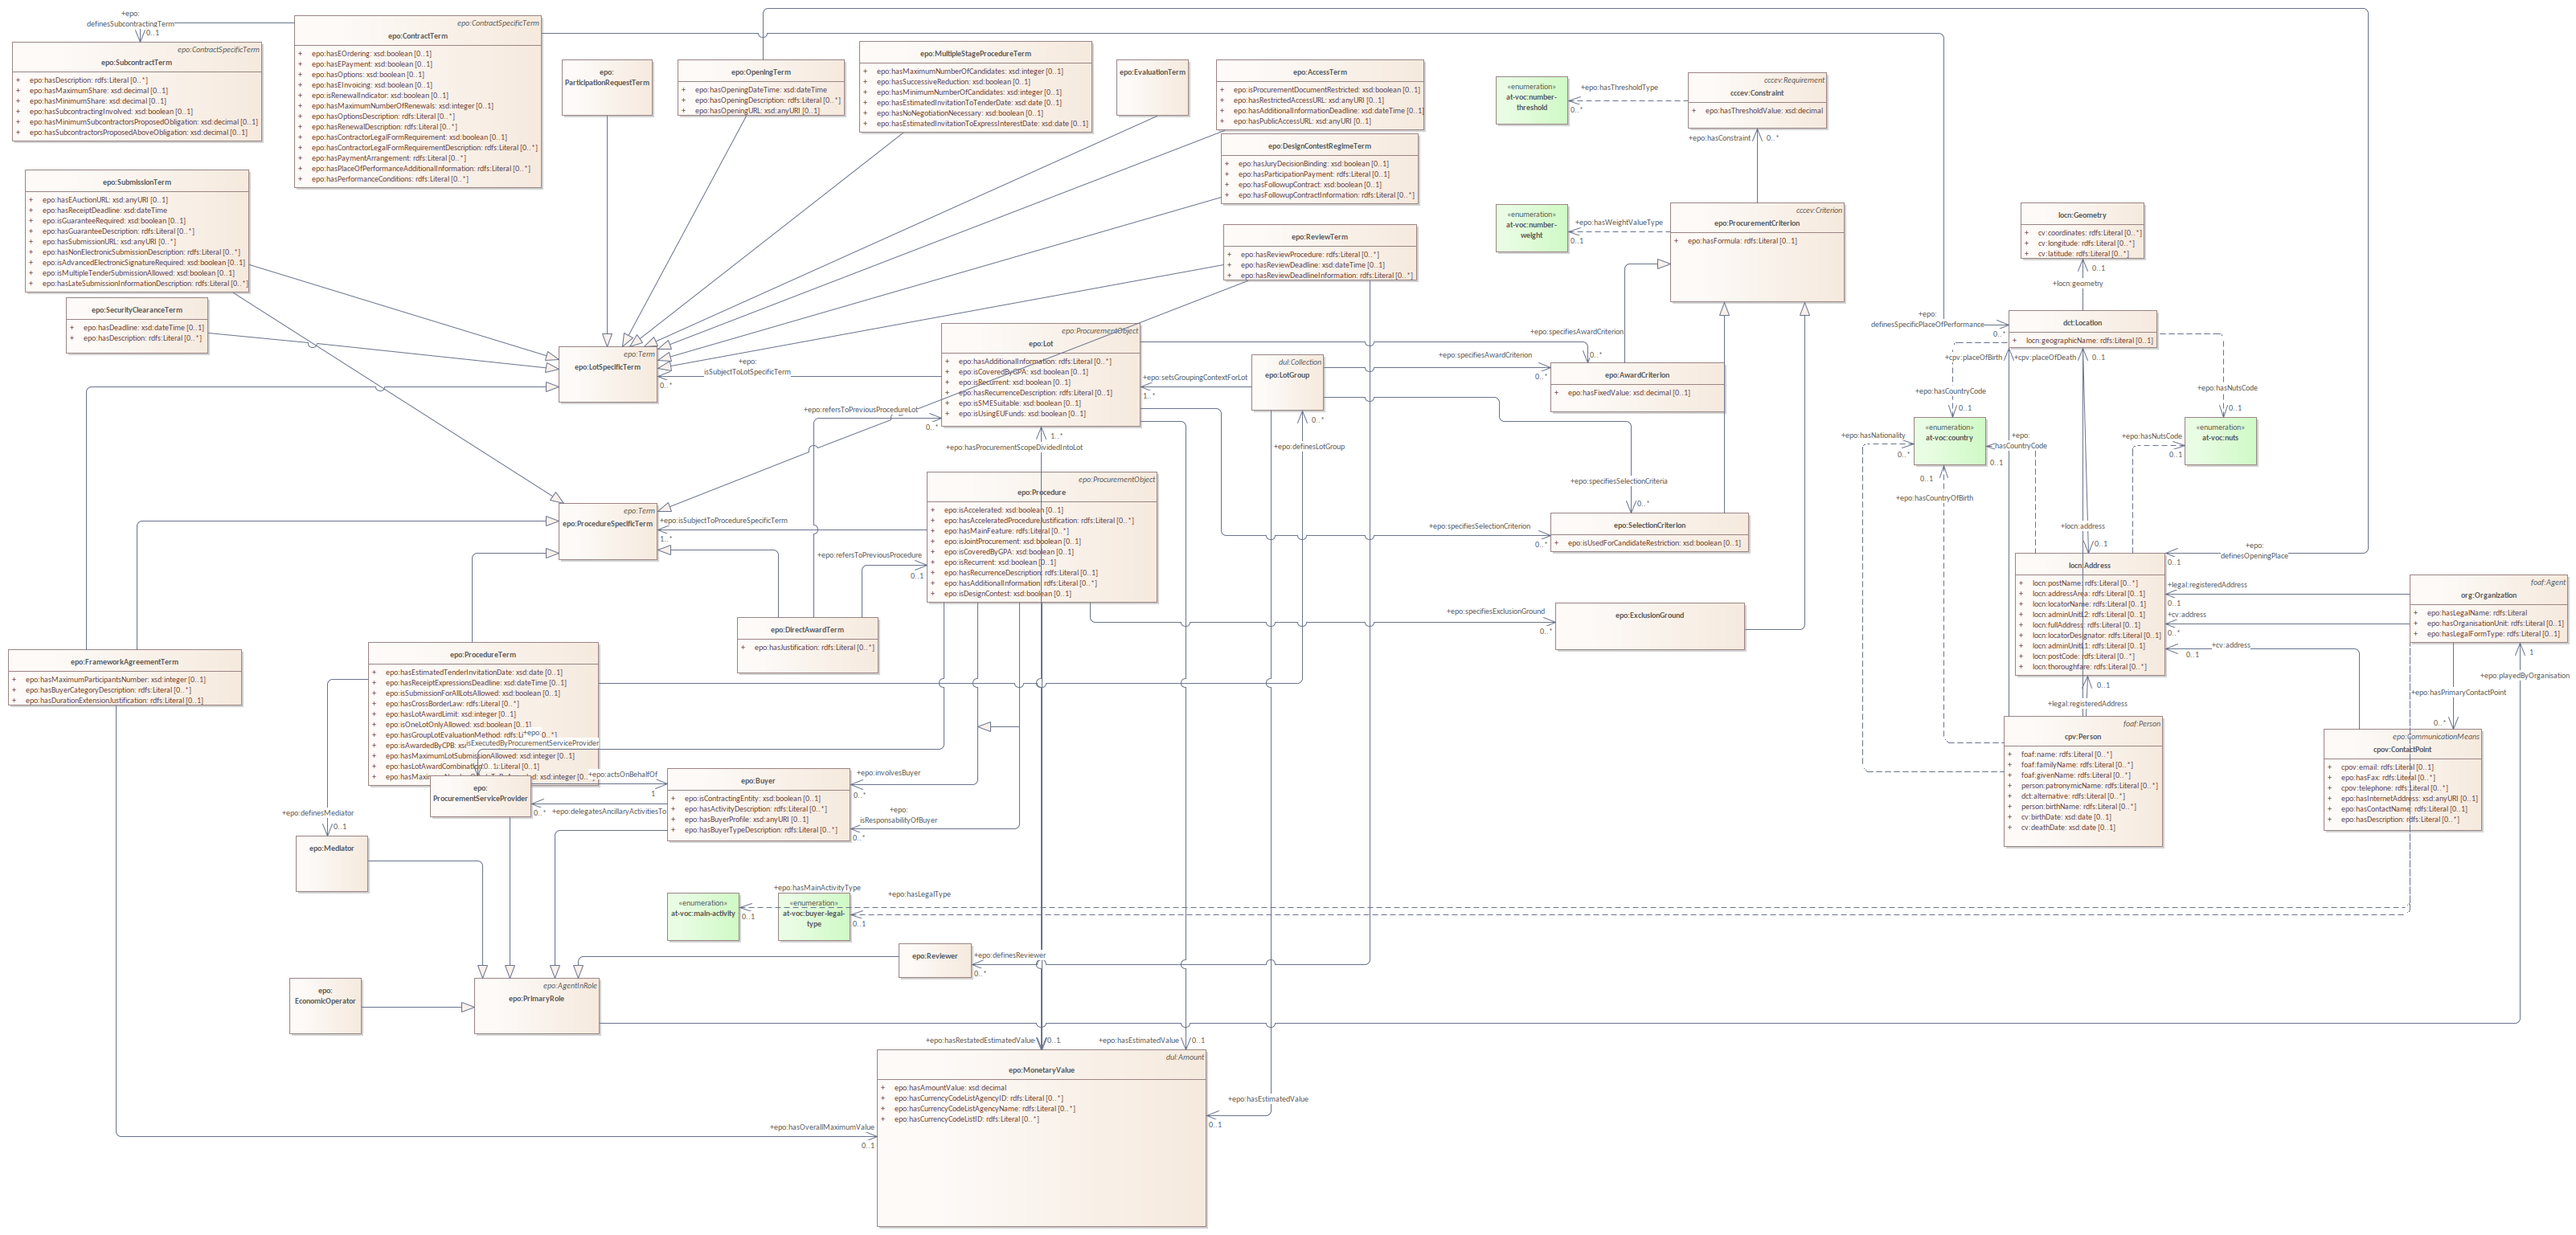 +epo:
definesSubcontractingTerm
0..1
epo:ContractSpecificTerm
epo:SubcontractTerm
+ epo:hasDescription: rdfs:Literal [0..*]
+ epo:hasMaximumShare: xsd:decimal [0..1]
+ epo:hasMinimumShare: xsd:decimal [0..1]
+ epo:hasSubcontractingInvolved: xsd:boolean [0..1]
+ epo:hasMinimumSubcontractorsProposedObligation: xsd:decimal [0..1]
+ epo:hasSubcontractorsProposedAboveObligation: xsd:decimal [0..1]
epo:ContractSpecificTerm
epo:ContractTerm
+ epo:hasEOrdering: xsd:boolean [0..1]
+ epo:hasEPayment: xsd:boolean [0..1]
+ epo:hasOptions: xsd:boolean [0..1]
+ epo:hasEInvoicing: xsd:boolean [0..1]
+ epo:isRenewalIndicator: xsd:boolean [0..1]
+ epo:hasMaximumNumberOfRenewals: xsd:integer [0..1]
+ epo:hasOptionsDescription: rdfs:Literal [0..*]
+ epo:hasRenewalDescription: rdfs:Literal [0..*]
+ epo:hasContractorLegalFormRequirement: xsd:boolean [0..1]
+ epo:hasContractorLegalFormRequirementDescription: rdfs:Literal [0..*]
+ epo:hasPaymentArrangement: rdfs:Literal [0..*]
+ epo:hasPlaceOfPerformanceAdditionalInformation: rdfs:Literal [0..*]
+ epo:hasPerformanceConditions: rdfs:Literal [0..*]
epo:
ParticipationRequestTerm
epo:OpeningTerm
+ epo:hasOpeningDateTime: xsd:dateTime
+ epo:hasOpeningDescription: rdfs:Literal [0..*]
+ epo:hasOpeningURL: xsd:anyURI [0..1]
epo:MultipleStageProcedureTerm
+ epo:hasMaximumNumberOfCandidates: xsd:integer [0..1]
+ epo:hasSuccessiveReduction: xsd:boolean [0..1]
+ epo:hasMinimumNumberOfCandidates: xsd:integer [0..1]
+ epo:hasEstimatedInvitationToTenderDate: xsd:date [0..1]
+ epo:hasNoNegotiationNecessary: xsd:boolean [0..1]
+ epo:hasEstimatedInvitationToExpressInterestDate: xsd:date [0..1]
epo:EvaluationTerm
epo:AccessTerm
+ epo:isProcurementDocumentRestricted: xsd:boolean [0..1]
+ epo:hasRestrictedAccessURL: xsd:anyURI [0..1]
+ epo:hasAdditionalInformationDeadline: xsd:dateTime [0..1]
+ epo:hasPublicAccessURL: xsd:anyURI [0..1]
epo:DesignContestRegimeTerm
+ epo:hasJuryDecisionBinding: xsd:boolean [0..1]
+ epo:hasParticipationPayment: rdfs:Literal [0..1]
+ epo:hasFollowupContract: xsd:boolean [0..1]
+ epo:hasFollowupContractInformation: rdfs:Literal [0..*]
epo:ReviewTerm
+ epo:hasReviewProcedure: rdfs:Literal [0..*]
+ epo:hasReviewDeadline: xsd:dateTime [0..1]
+ epo:hasReviewDeadlineInformation: rdfs:Literal [0..*]
«enumeration»
at-voc:number-
threshold
+epo:hasThresholdType
0..*
cccev:Requirement
cccev:Constraint
+ epo:hasThresholdValue: xsd:decimal
+epo:hasConstraint 0..*
«enumeration»
at-voc:number-
weight
+epo:hasWeightValueType
0..1
cccev:Criterion
epo:ProcurementCriterion
+ epo:hasFormula: rdfs:Literal [0..1]
locn:Geometry
+ cv:coordinates: rdfs:Literal [0..*]
+ cv:longitude: rdfs:Literal [0..*]
+ cv:latitude: rdfs:Literal [0..*]
0..1
+locn:geometry
epo:SubmissionTerm
+ epo:hasEAuctionURL: xsd:anyURI [0..1]
+ epo:hasReceiptDeadline: xsd:dateTime
+ epo:isGuaranteeRequired: xsd:boolean [0..1]
+ epo:hasGuaranteeDescription: rdfs:Literal [0..*]
+ epo:hasSubmissionURL: xsd:anyURI [0..*]
+ epo:hasNonElectronicSubmissionDescription: rdfs:Literal [0..*]
+ epo:isAdvancedElectronicSignatureRequired: xsd:boolean [0..1]
+ epo:isMultipleTenderSubmissionAllowed: xsd:boolean [0..1]
+ epo:hasLateSubmissionInformationDescription: rdfs:Literal [0..*]
epo:SecurityClearanceTerm
+ epo:hasDeadline: xsd:dateTime [0..1]
+ epo:hasDescription: rdfs:Literal [0..*]
epo:Term
epo:LotSpecificTerm
+epo:
isSubjectToLotSpecificTerm
0..*
epo:ProcurementObject
epo:Lot
+ epo:hasAdditionalInformation: rdfs:Literal [0..*]
+ epo:isCoveredByGPA: xsd:boolean [0..1]
+ epo:isRecurrent: xsd:boolean [0..1]
+ epo:hasRecurrenceDescription: rdfs:Literal [0..1]
+ epo:isSMESuitable: xsd:boolean [0..1]
+ epo:isUsingEUFunds: xsd:boolean [0..1]
+epo:refersToPreviousProcedureLot
0..*
+epo:setsGroupingContextForLot
1..*
dul:Collection
epo:LotGroup
0..*
+epo:definesLotGroup
+epo:specifiesAwardCriterion
0..*
+epo:specifiesAwardCriterion
0..*
epo:AwardCriterion
+ epo:hasFixedValue: xsd:decimal [0..1]
+epo:
definesSpecificPlaceOfPerformance
0..*
dct:Location
+ locn:geographicName: rdfs:Literal [0..1]
+cpv:placeOfBirth
+cpv:placeOfDeath 0..1
+epo:hasCountryCode
0..1
+epo:hasNutsCode
0..1
«enumeration»
at-voc:country
+epo:hasNationality
0..*
+epo:
hasCountryCode
0..1
+epo:hasNutsCode
0..1
«enumeration»
at-voc:nuts
0..1
+epo:hasCountryOfBirth
1..*
+epo:hasProcurementScopeDividedIntoLot
epo:ProcurementObject
epo:Procedure
+ epo:isAccelerated: xsd:boolean [0..1]
+ epo:hasAcceleratedProcedureJustification: rdfs:Literal [0..*]
+ epo:hasMainFeature: rdfs:Literal [0..*]
+ epo:isJointProcurement: xsd:boolean [0..1]
+ epo:isCoveredByGPA: xsd:boolean [0..1]
+ epo:isRecurrent: xsd:boolean [0..1]
+ epo:hasRecurrenceDescription: rdfs:Literal [0..1]
+ epo:hasAdditionalInformation: rdfs:Literal [0..*]
+ epo:isDesignContest: xsd:boolean [0..1]
epo:Term
epo:ProcedureSpecificTerm
+epo:isSubjectToProcedureSpecificTerm
1..*
+epo:refersToPreviousProcedure
0..1
+epo:specifiesSelectionCriteria
0..*
+epo:specifiesSelectionCriterion
0..*
epo:SelectionCriterion
+ epo:isUsedForCandidateRestriction: xsd:boolean [0..1]
+locn:address
0..1
+epo:
definesOpeningPlace
0..1
locn:Address
+ locn:postName: rdfs:Literal [0..*]
+ locn:addressArea: rdfs:Literal [0..1]
+ locn:locatorName: rdfs:Literal [0..1]
+ locn:adminUnitL2: rdfs:Literal [0..1]
+ locn:fullAddress: rdfs:Literal [0..1]
+ locn:locatorDesignator: rdfs:Literal [0..1]
+ locn:adminUnitL1: rdfs:Literal [0..1]
+ locn:postCode: rdfs:Literal [0..*]
+ locn:thoroughfare: rdfs:Literal [0..*]
+legal:registeredAddress
0..1
+cv:address
0..*
+cv:address
0..1
foaf:Agent
org:Organization
+ epo:hasLegalName: rdfs:Literal
+ epo:hasOrganisationUnit: rdfs:Literal [0..1]
+ epo:hasLegalFormType: rdfs:Literal [0..1]
1
+epo:playedByOrganisation
+epo:hasPrimaryContactPoint
0..*
+epo:specifiesExclusionGround
0..*
epo:ExclusionGround
epo:DirectAwardTerm
+ epo:hasJustification: rdfs:Literal [0..*]
epo:FrameworkAgreementTerm
+ epo:hasMaximumParticipantsNumber: xsd:integer [0..1]
+ epo:hasBuyerCategoryDescription: rdfs:Literal [0..*]
+ epo:hasDurationExtensionJustification: rdfs:Literal [0..1]
epo:ProcedureTerm
+ epo:hasEstimatedTenderInvitationDate: xsd:date [0..1]
+ epo:hasReceiptExpressionsDeadline: xsd:dateTime [0..1]
+ epo:isSubmissionForAllLotsAllowed: xsd:boolean [0..1]
+ epo:hasCrossBorderLaw: rdfs:Literal [0..*]
+ epo:hasLotAwardLimit: xsd:integer [0..1]
+ epo:isOneLotOnlyAllowed: xsd:boolean [0..1]
+ epo:hasGroupLotEvaluationMethod: rdfs:
+epo:
+ epo:isAwardedByCPB:
isExecutedByProcurementServiceProvider
+ epo:hasMaximumLotSubmissionAllowed: xsd:integer [0..1]
+ epo:hasLotAwardCombination: rdfs:Literal [0..1]
0..1
epo:
ProcurementServiceProvider
+epo:actsOnBehalfOf
1
+epo:delegatesAncillaryActivitiesTo
0..*
epo:Buyer
+ epo:isContractingEntity: xsd:boolean [0..1]
+ epo:hasActivityDescription: rdfs:Literal [0..*]
+ epo:hasBuyerProfile: xsd:anyURI [0..1]
+ epo:hasBuyerTypeDescription: rdfs:Literal [0..*]
+epo:involvesBuyer
0..*
+epo:
isResponsabilityOfBuyer
0..*
0..1
+legal:registeredAddress
foaf:Person
cpv:Person
+ foaf:name: rdfs:Literal [0..*]
+ foaf:familyName: rdfs:Literal [0..*]
+ foaf:givenName: rdfs:Literal [0..*]
+ person:patronymicName: rdfs:Literal [0..*]
+ dct:alternative: rdfs:Literal [0..*]
+ person:birthName: rdfs:Literal [0..*]
+ cv:birthDate: xsd:date [0..1]
+ cv:deathDate: xsd:date [0..1]
epo:CommunicationMeans
cpov:ContactPoint
+ cpov:email: rdfs:Literal [0..1]
+ epo:hasFax: rdfs:Literal [0..*]
+ cpov:telephone: rdfs:Literal [0..*]
+ epo:hasInternetAddress: xsd:anyURI [0..1]
+ epo:hasContactName: rdfs:Literal [0..1]
+ epo:hasDescription: rdfs:Literal [0..*]
+epo:definesMediator
0..1
epo:Mediator
+epo:hasMainActivityType
+epo:hasLegalType
«enumeration»
at-voc:main-activity
0..1
«enumeration»
at-voc:buyer-legal-
type
0..1
epo:Reviewer
+epo:definesReviewer
0..*
epo:
EconomicOperator
epo:AgentInRole
epo:PrimaryRole
+epo:hasRestatedEstimatedValue 0..1
+epo:hasEstimatedValue 0..1
dul:Amount
epo:MonetaryValue
+ epo:hasAmountValue: xsd:decimal
+ epo:hasCurrencyCodeListAgencyID: rdfs:Literal [0..*]
+ epo:hasCurrencyCodeListAgencyName: rdfs:Literal [0..*]
+ epo:hasCurrencyCodeListID: rdfs:Literal [0..*]
+epo:hasEstimatedValue
0..1
+epo:hasOverallMaximumValue
0..1